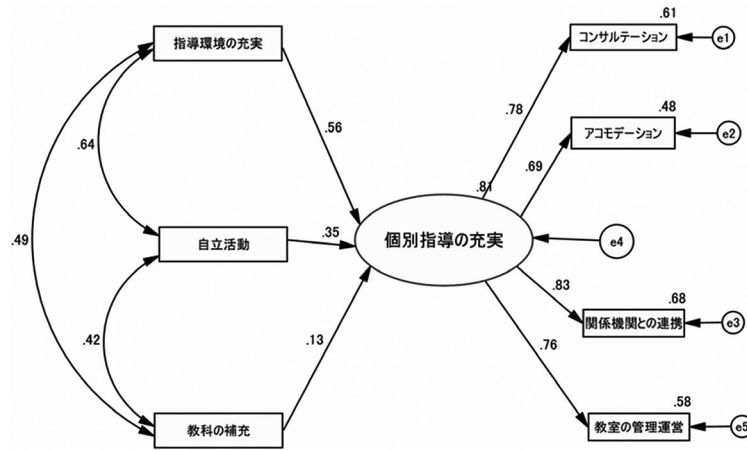 .61
指導環境の充実
コンサルテーション
e1
.78
.48
.56
アコモデーション
e2
.64
.69
.81
.49
自立活動
.35
個別指導の充実
e4
.83
.68
関係機関との連携
e3
.42
.13
.76
.58
教科の補充
教室の管理運営
e5